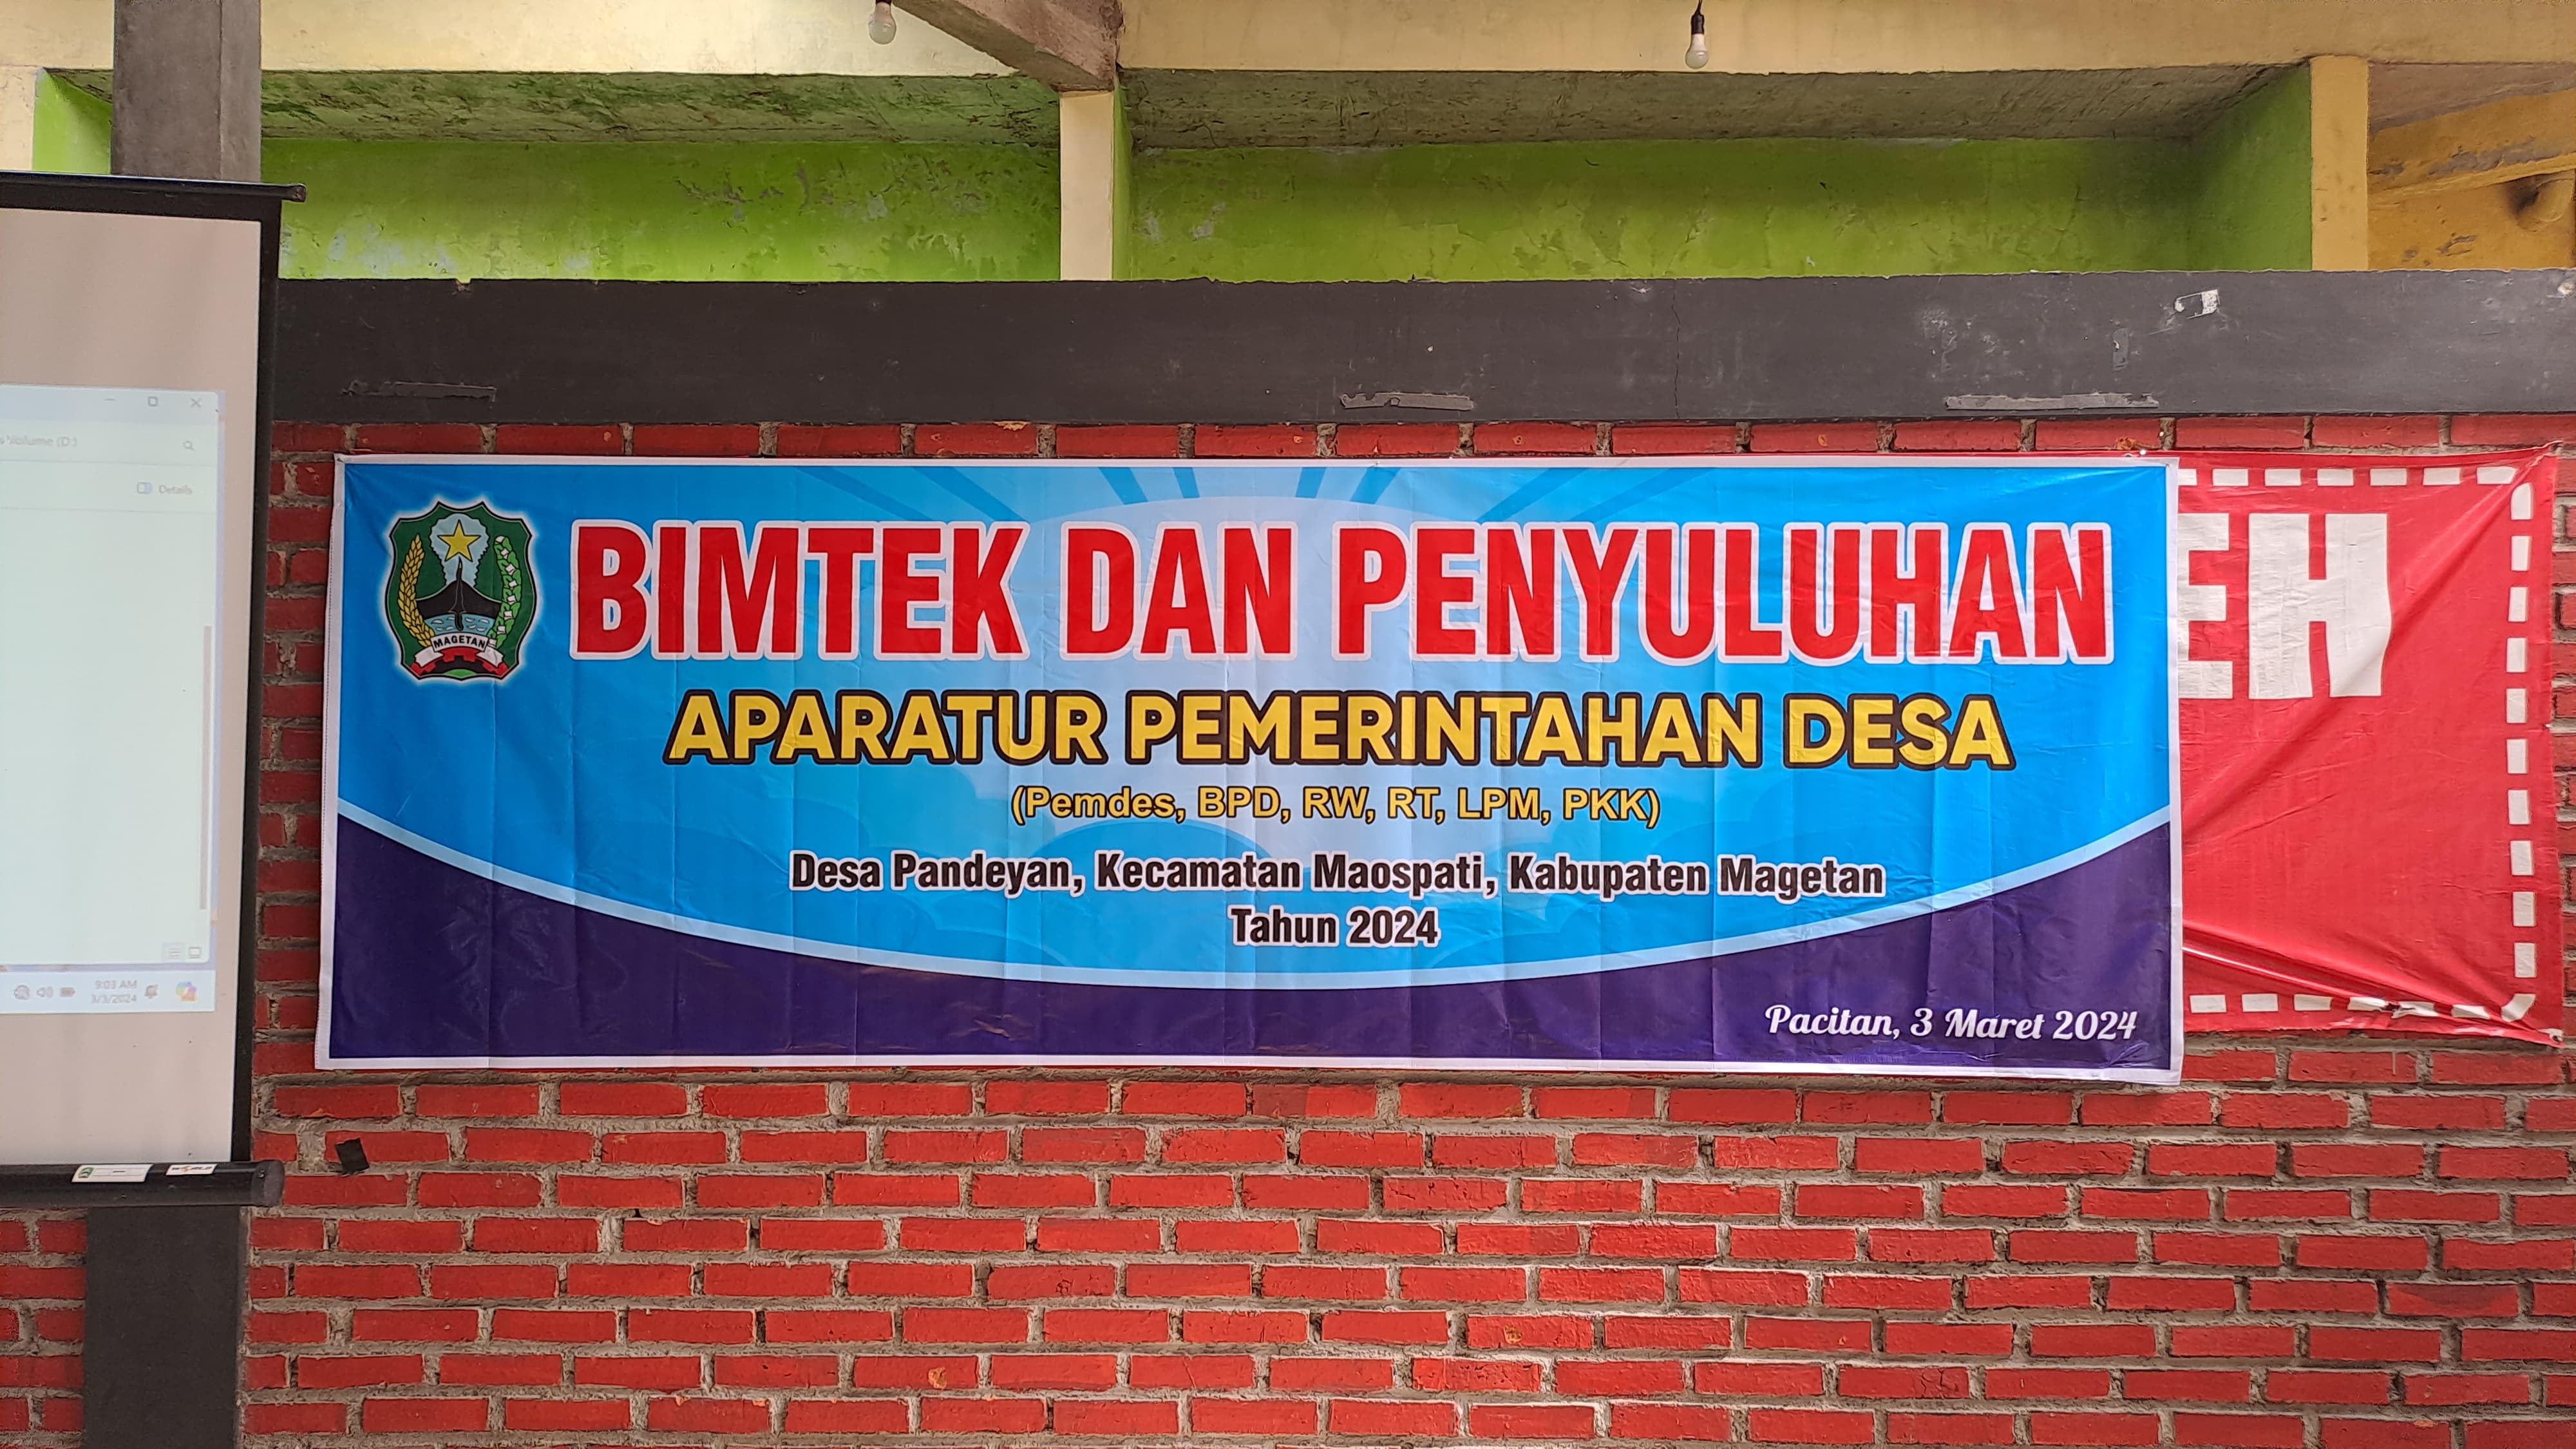 Volume (D:)
Details
9:03 AM
3/3/2024
MAGETAN
BIMTEK DAN PENYULUHAN
APARATUR PEMERINTAHAN DESA
(Pemdes, BPD, RW, RT, LPM, PKK)
Desa Pandeyan, Kecamatan Maospati, Kabupaten Magetan
Tahun 2024
Pacitan, 3 Maret 2024
EH